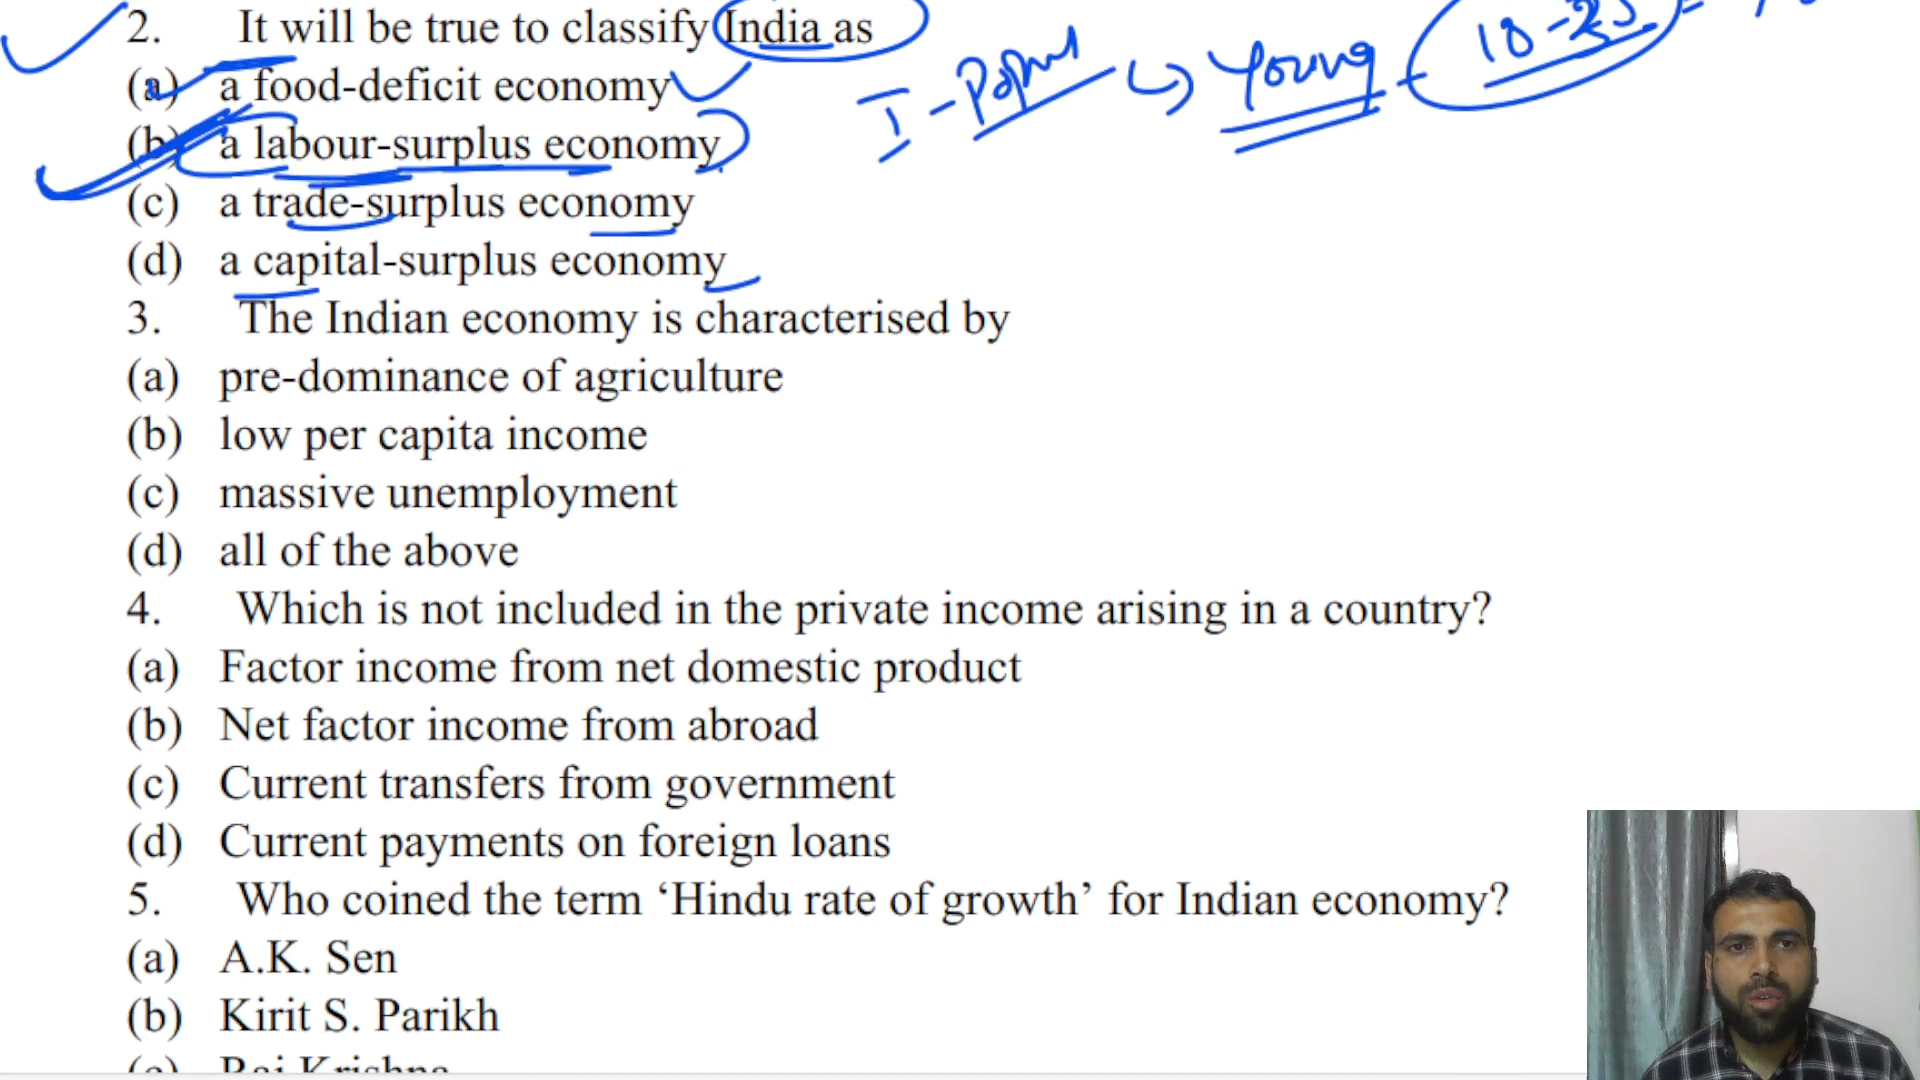 2. It will be true to classify India as
(a) a food-deficit economy
(b) a labour-surplus economy
(c) a trade-surplus economy
(d) a capital-surplus economy
I - Popul ↳ Young -
3. The Indian economy is characterised by
(a) pre-dominance of agriculture
(b) low per capita income
(c) massive unemployment
(d) all of the above
4. Which is not included in the private income arising in a country?
(a) Factor income from net domestic product
(b) Net factor income from abroad
(c) Current transfers from government
(d) Current payments on foreign loans
5. Who coined the term ‘Hindu rate of growth’ for Indian economy?
(a) A.K. Sen
(b) Kirit S. Parikh
(c) Raj Krishna